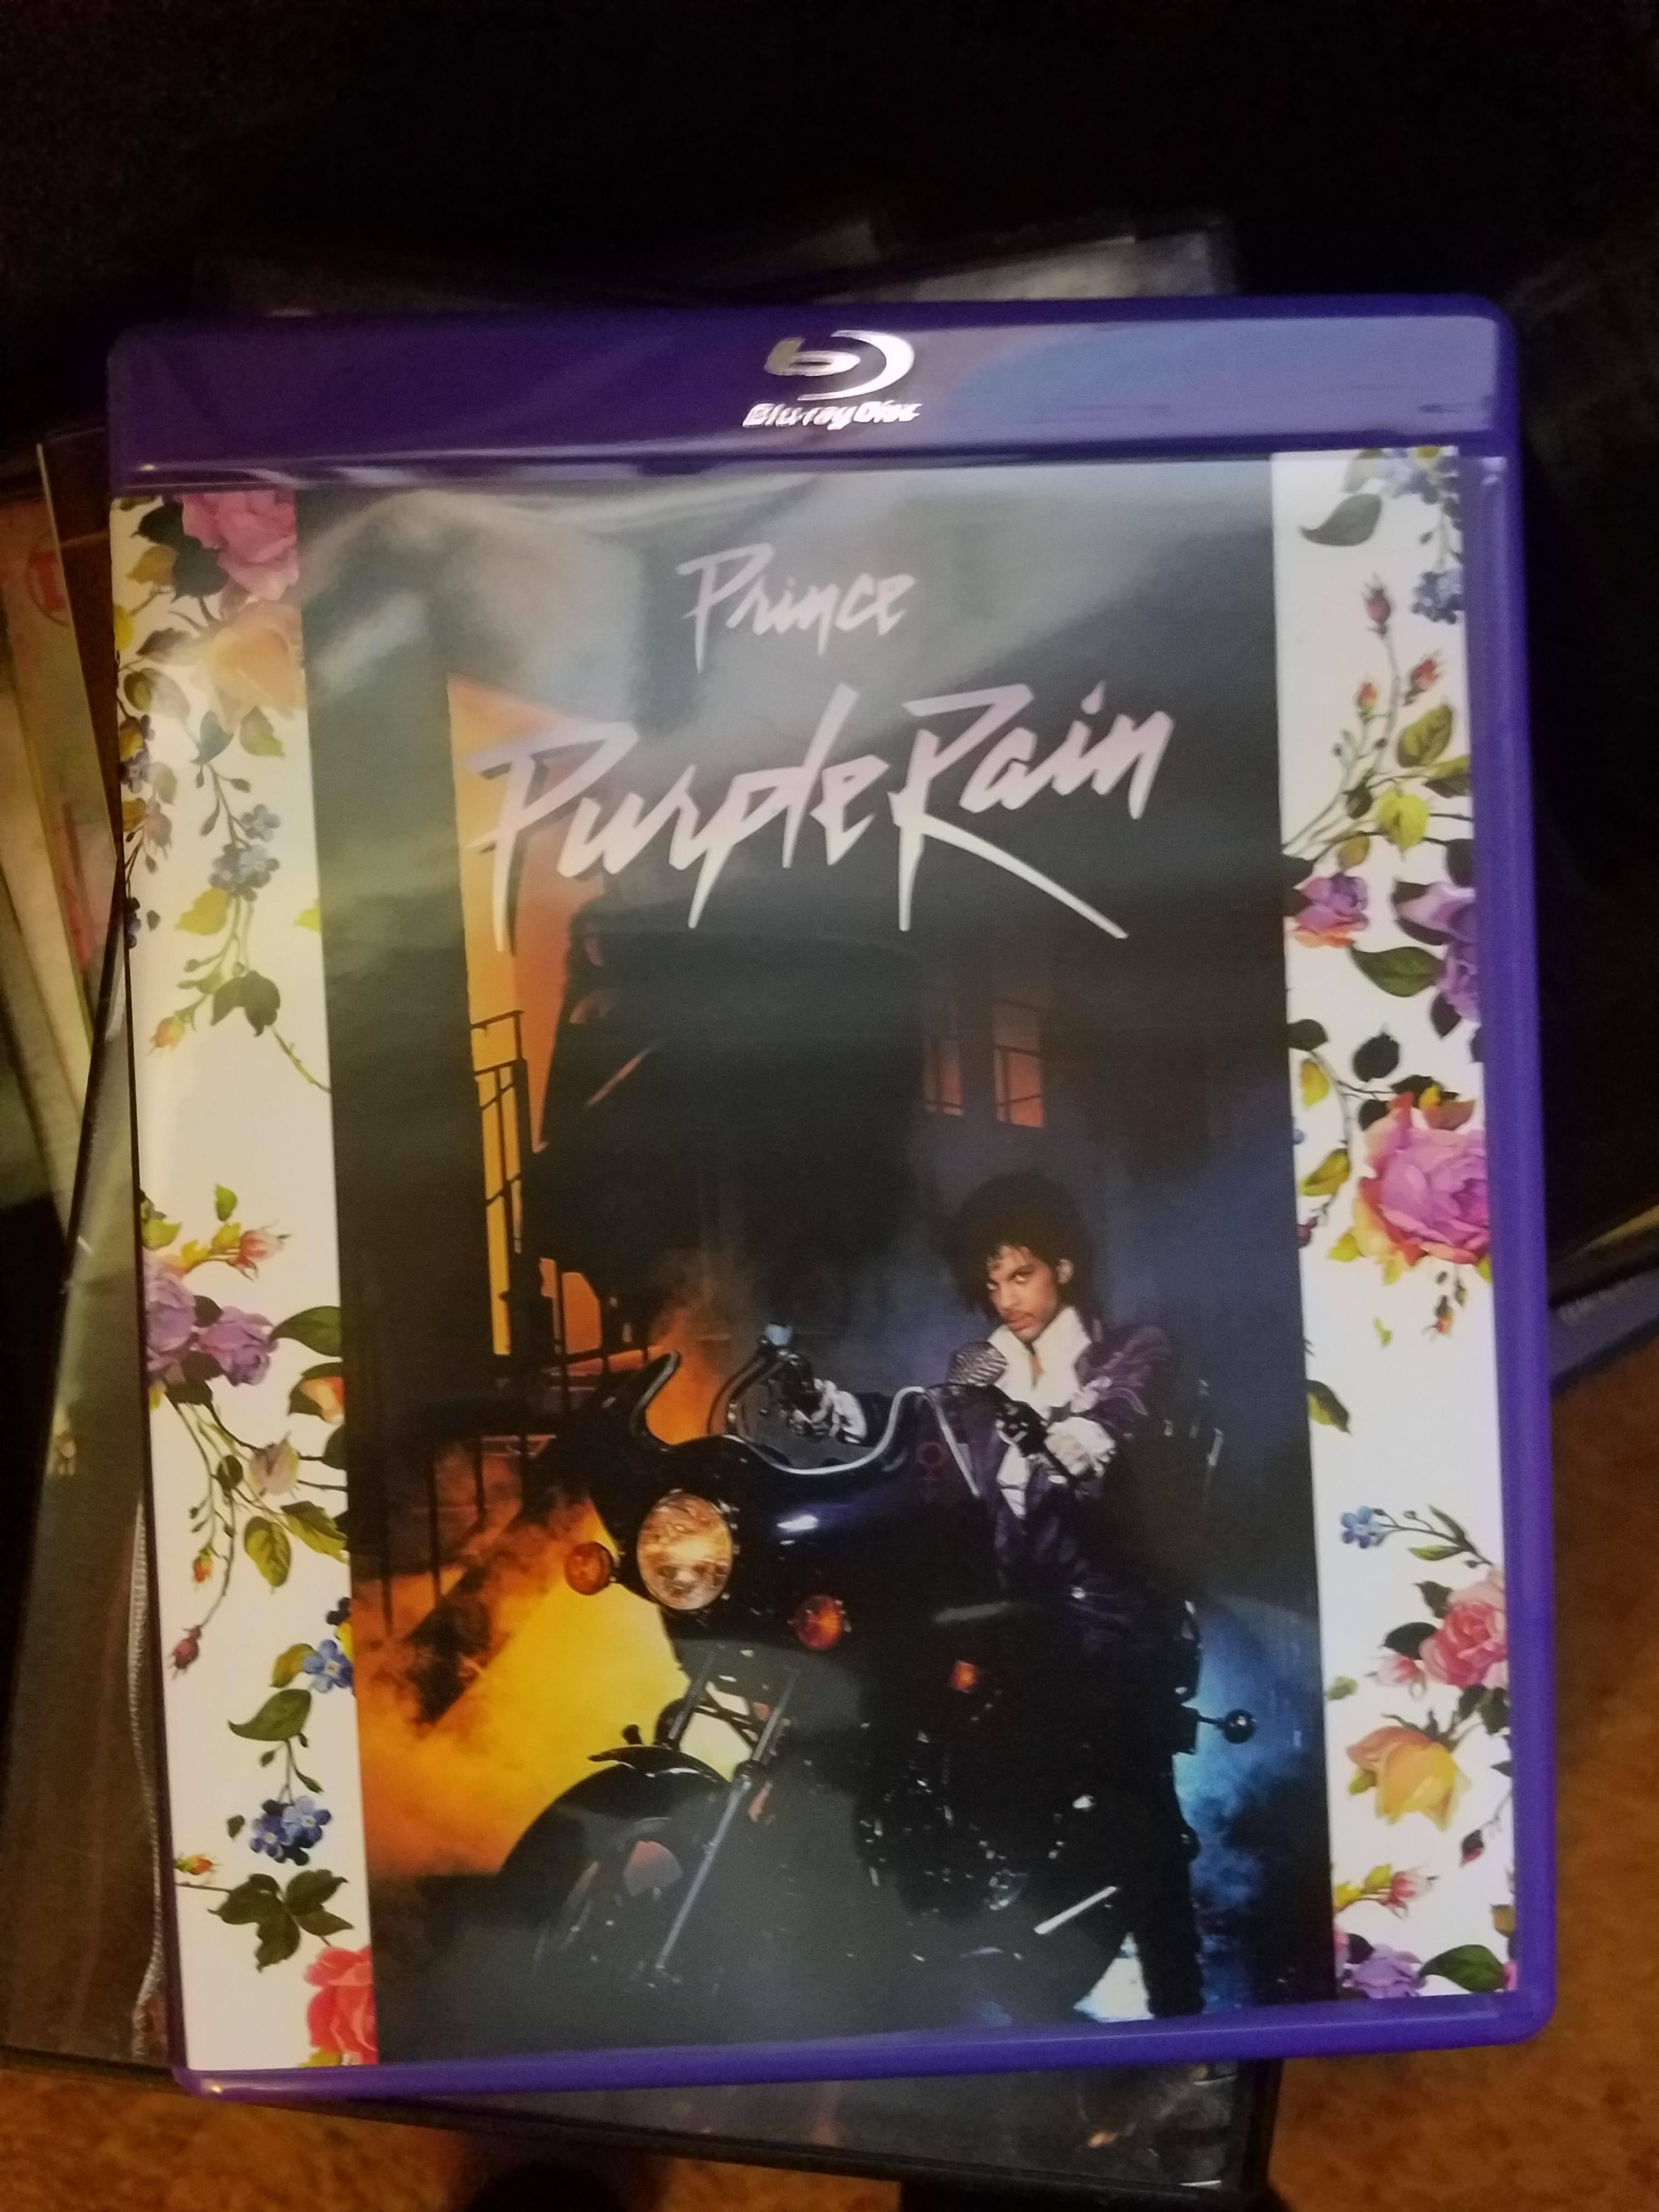 Blu-ray Disc
Prince
Purple Rain